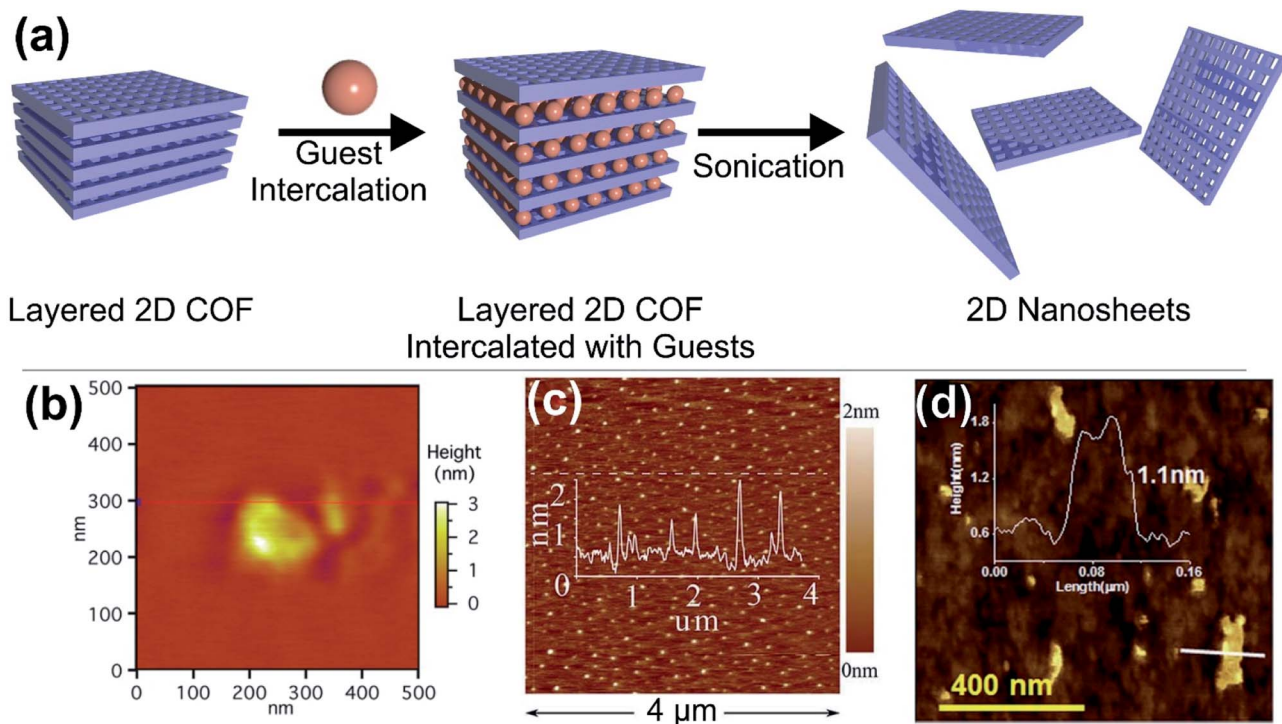 (a)
Guest
Intercalation
Sonication
Layered 2D COF
Layered 2D COF
Intercalated with Guests
2D Nanosheets
(b)
500
400
300
200
100
0
nm
0
100
200
300
400
500
nm
Height
(nm)
3
2
1
0
(c)
2nm
0nm
2
1
0
nm
1
2
3
4
um
4 µm
(d)
1.8
1.2
0.6
Height(nm)
1.1nm
0.00
0.08
0.16
Length(µm)
400 nm